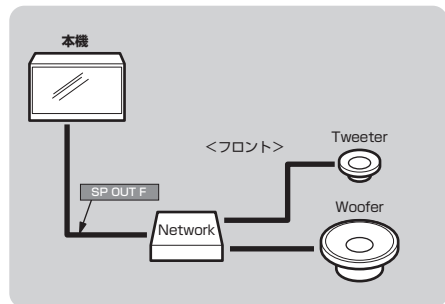 本機
<フロント>
Tweeter
SP OUT F
Woofer
Network